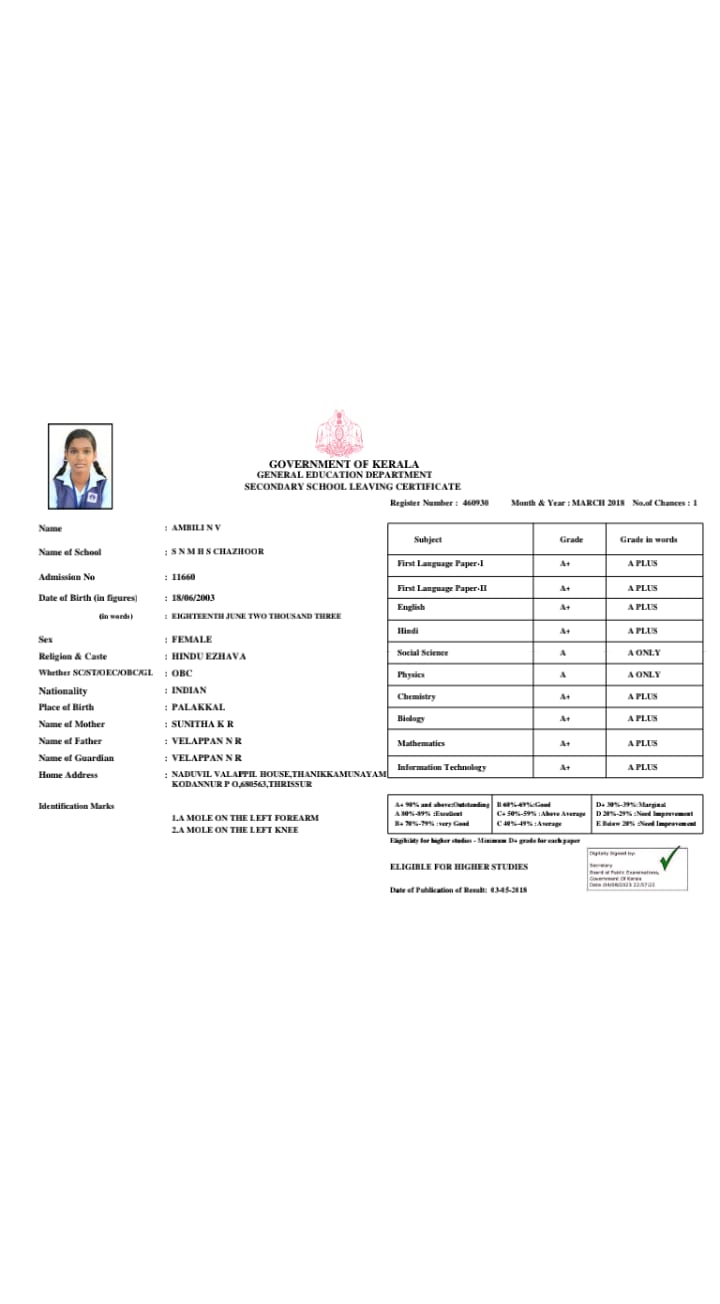 GOVERNMENT OF KERALA
GENERAL EDUCATION DEPARTMENT
SECONDARY SCHOOL LEAVING CERTIFICATE
Register Number : 460930 Month & Year : MARCH 2018 No.of Chances : 1
Name : AMBILI N V
Name of School : S N M H S CHAZHOOR
Admission No : 11660
Date of Birth (in figures) : 18/06/2003
(in words) : EIGHTEENTH JUNE TWO THOUSAND THREE
Sex : FEMALE
Religion & Caste : HINDU EZHAVA
Whether SC/ST/OEC/OBC/GL : OBC
Nationality : INDIAN
Place of Birth : PALAKKAL
Name of Mother : SUNITHA K R
Name of Father : VELAPPAN N R
Name of Guardian : VELAPPAN N R
Home Address : NADUVIL VALAPPIL HOUSE,THANIKKAMUNAYAM
KODANNUR P O,680563,THRISSUR
Identification Marks
1.A MOLE ON THE LEFT FOREARM
2.A MOLE ON THE LEFT KNEE
Subject Grade Grade in words
First Language Paper-I A+ A PLUS
First Language Paper-II A+ A PLUS
English A+ A PLUS
Hindi A+ A PLUS
Social Science A A ONLY
Physics A A ONLY
Chemistry A+ A PLUS
Biology A+ A PLUS
Mathematics A+ A PLUS
Information Technology A+ A PLUS
A+ 90% and above:Outstanding B 60%-69%:Good D+ 30%-39%:Marginal
A 80%-89% :Excellent C+ 50%-59% :Above Average D 20%-29% :Need Improvement
B+ 70%-79% :very Good C 40%-49% :Average E Below 20% :Need Improvement
Eligibility for higher studies - Minimum D+ grade for each paper
ELIGIBLE FOR HIGHER STUDIES
Date of Publication of Result: 03-05-2018
Digitally Signed by:
Secretary
Board of Public Examinations,
Government Of Kerala
Date :04/08/2023 22:57:22